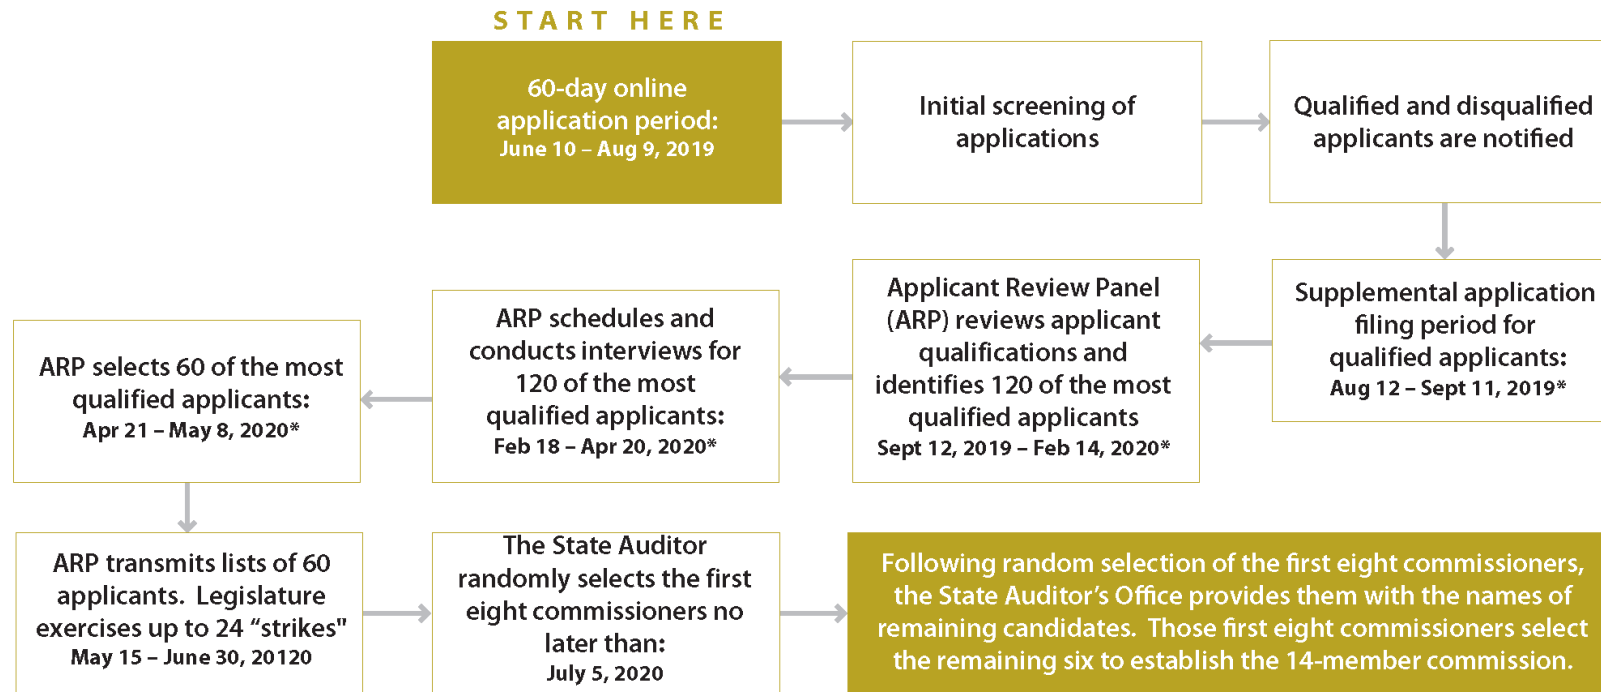 START HERE
60-day online
application period:
June 10 – Aug 9, 2019
Initial screening of
applications
Qualified and disqualified
applicants are notified
Supplemental application
filing period for
qualified applicants:
Aug 12 – Sept 11, 2019*
Applicant Review Panel
(ARP) reviews applicant
qualifications and
identifies 120 of the most
qualified applicants
Sept 12, 2019 – Feb 14, 2020*
ARP schedules and
conducts interviews for
120 of the most
qualified applicants:
Feb 18 – Apr 20, 2020*
ARP selects 60 of the most
qualified applicants:
Apr 21 – May 8, 2020*
ARP transmits lists of 60
applicants.  Legislature
exercises up to 24 “strikes"
May 15 – June 30, 20120
The State Auditor
randomly selects the first
eight commissioners no
later than:
July 5, 2020
Following random selection of the first eight commissioners,
the State Auditor’s Office provides them with the names of
remaining candidates.  Those first eight commissioners select
the remaining six to establish the 14-member commission.